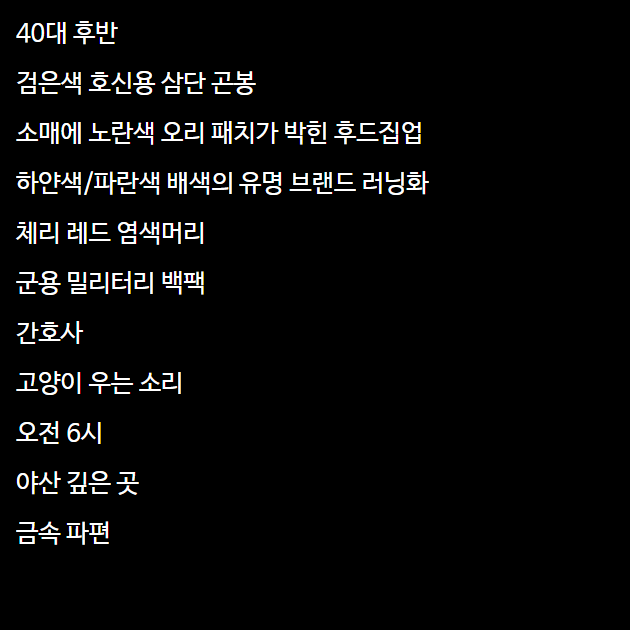 40대 후반
검은색 호신용 삼단 곤봉
소매에 노란색 오리 패치가 박힌 후드집업
하얀색/파란색 배색의 유명 브랜드 러닝화
체리 레드 염색머리
군용 밀리터리 백팩
간호사
고양이 우는 소리
오전 6시
야산 깊은 곳
금속 파편